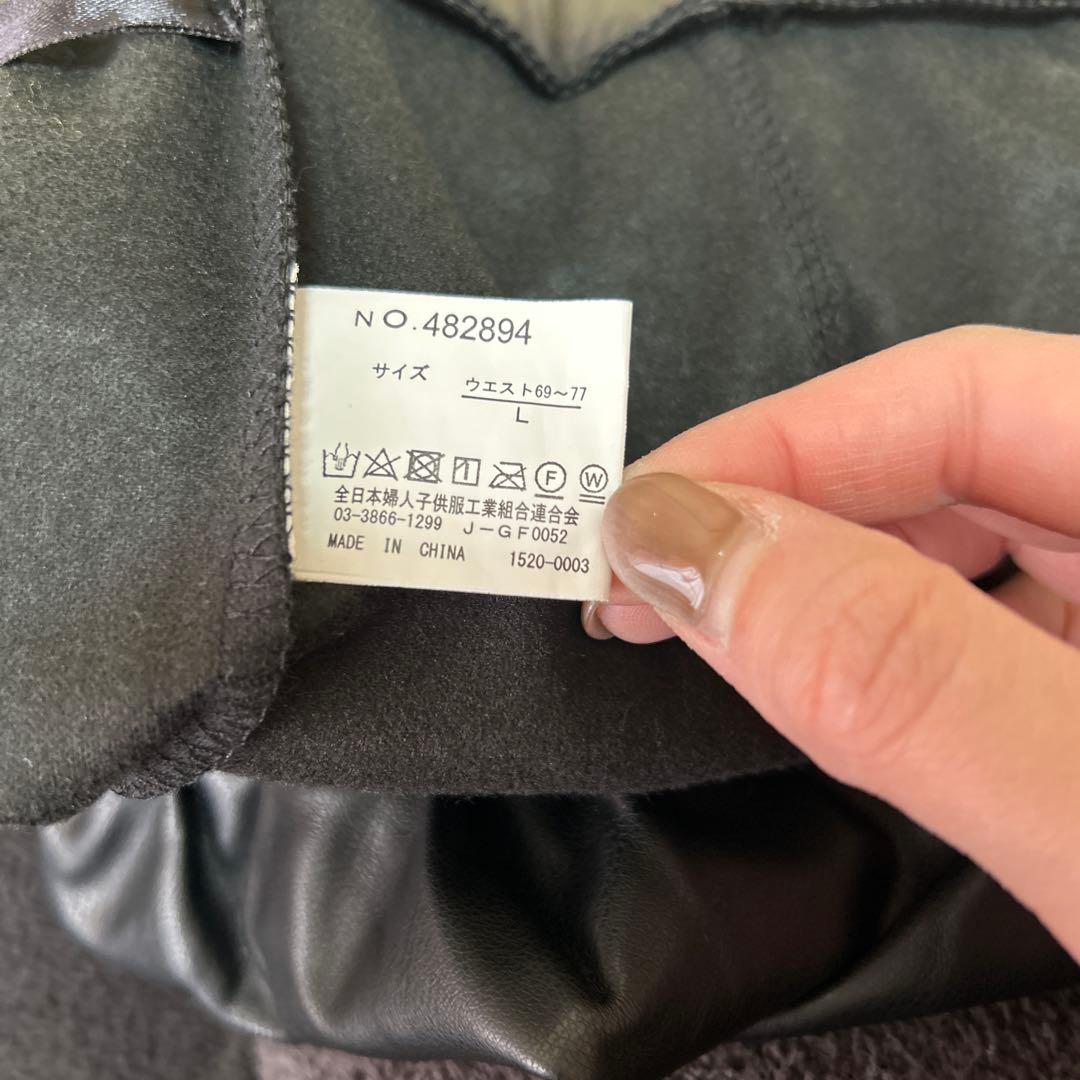 NO.482894
サイズ ウエスト69〜77
L
F W
全日本婦人子供服工業組合連合会
03-3866-1299 J-GF0052
MADE IN CHINA 1520-0003